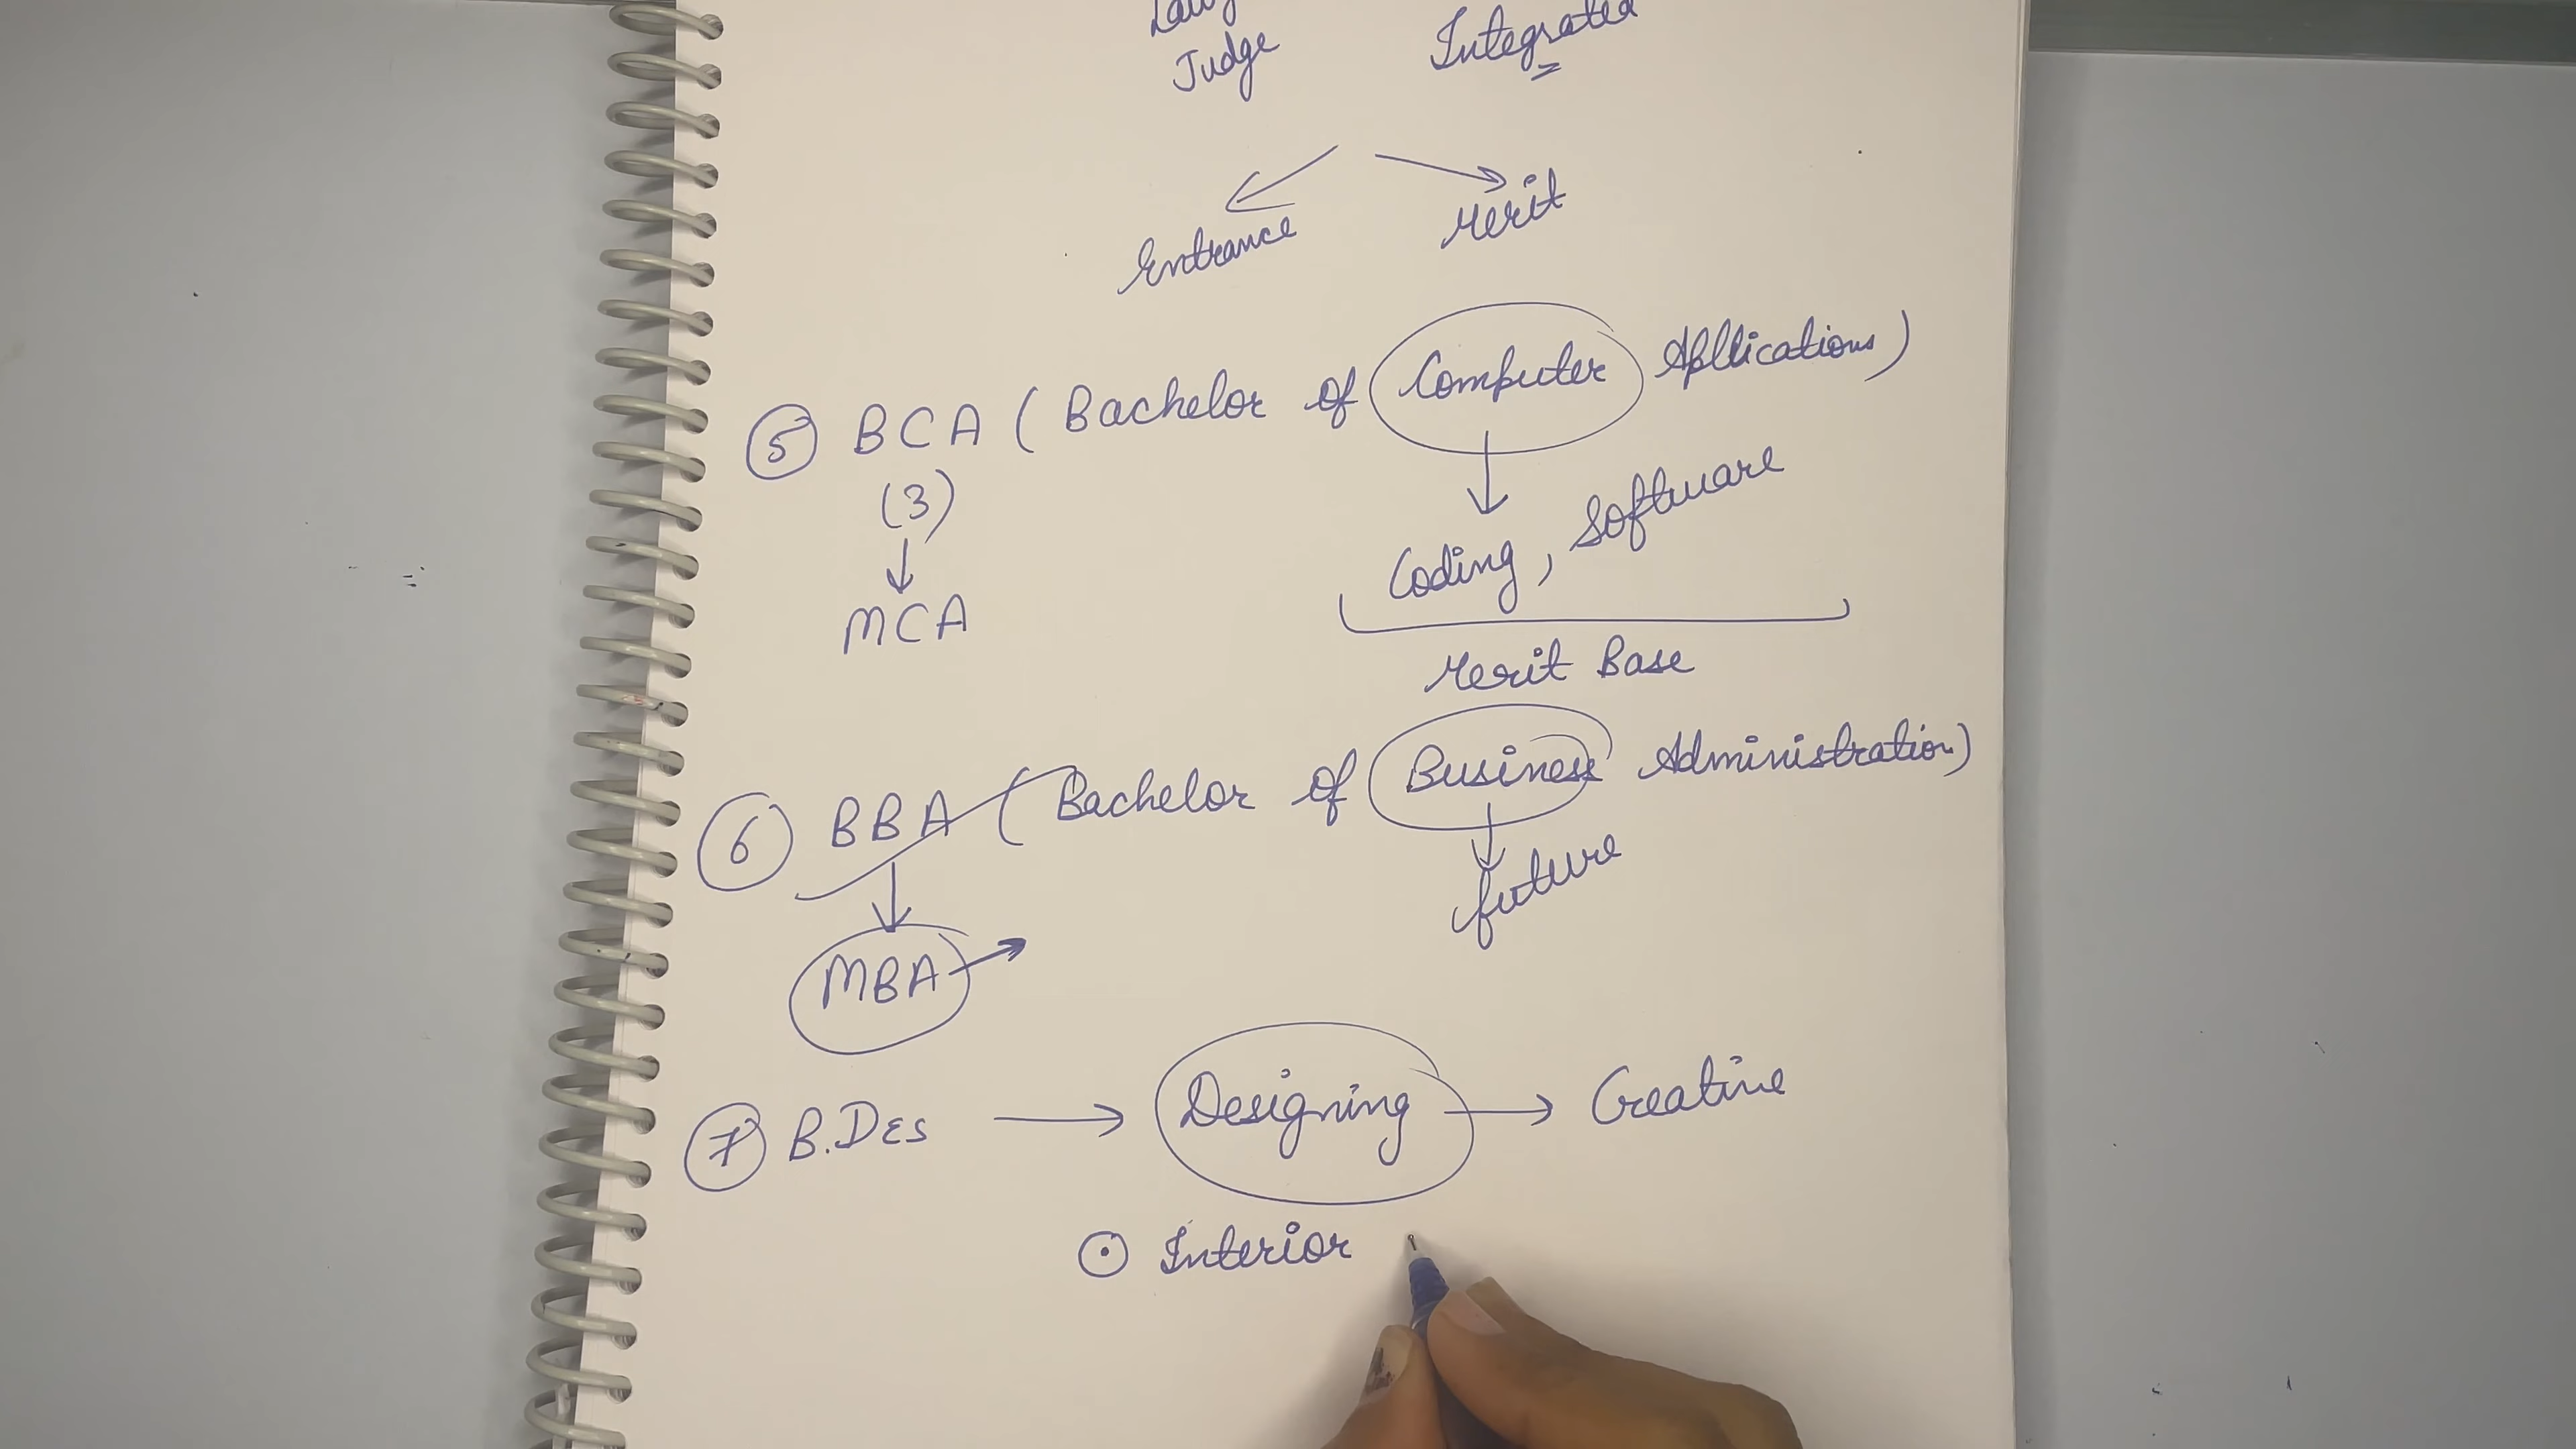 Judge Integrated
Entrance Merit
5 BCA (Bachelor of Computer Applications)
(3)
Coding, Software
MCA
Merit Base
6 BBA (Bachelor of Business Administration)
future
MBA
7 B.Des → Designing → Creative
Interior